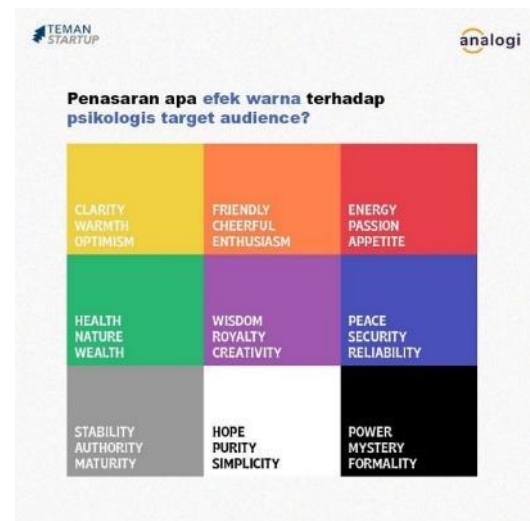 TEMAN
STARTUP
analogi
Penasaran apa efek warna terhadap
psikologis target audience?
CLARITY
WARMTH
OPTIMISM
FRIENDLY
CHEERFUL
ENTHUSIASM
ENERGY
PASSION
APPETITE
HEALTH
NATURE
WEALTH
WISDOM
ROYALTY
CREATIVITY
PEACE
SECURITY
RELIABILITY
STABILITY
AUTHORITY
MATURITY
HOPE
PURITY
SIMPLICITY
POWER
MYSTERY
FORMALITY